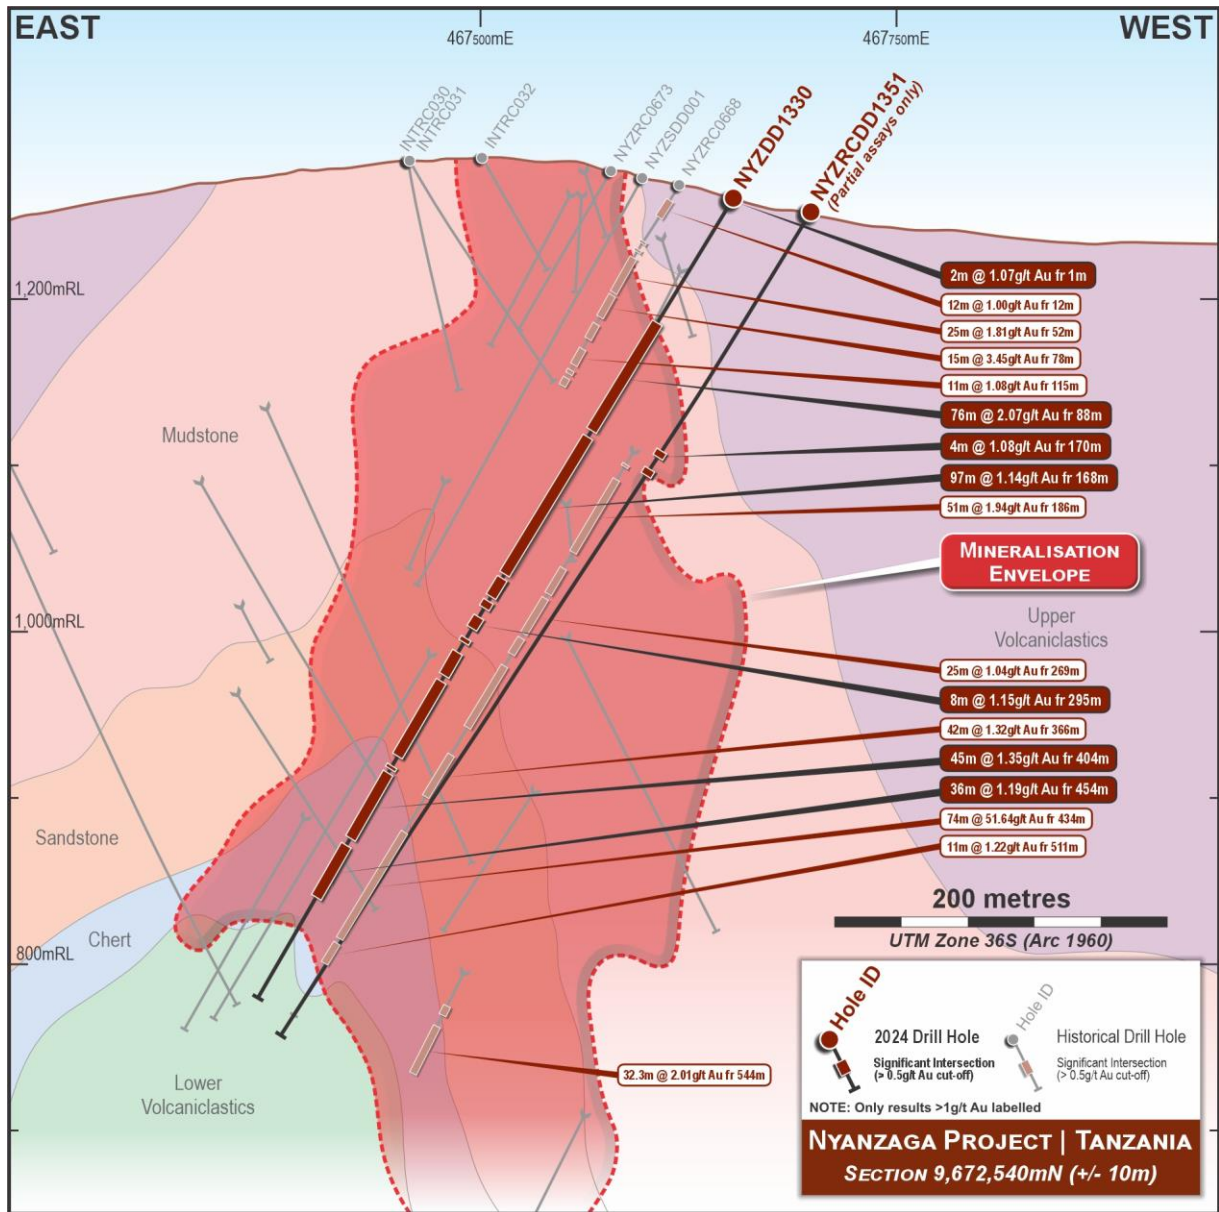 EAST
WEST
467500mE
467750mE
INTRC030
INTRC031
INTRC032
NYZRC0673
NYZSDD001
NYZRC0668
NYZDD1330
NYZRCDD1351
(Partial assays only)
1,200mRL
2m @ 1.07g/t Au fr 1m
12m @ 1.00g/t Au fr 12m
25m @ 1.81g/t Au fr 52m
15m @ 3.45g/t Au fr 78m
11m @ 1.08g/t Au fr 115m
76m @ 2.07g/t Au fr 88m
4m @ 1.08g/t Au fr 170m
97m @ 1.14g/t Au fr 168m
51m @ 1.94g/t Au fr 186m
Mudstone
MINERALISATION
ENVELOPE
1,000mRL
Upper
Volcaniclastics
25m @ 1.04g/t Au fr 269m
8m @ 1.15g/t Au fr 295m
42m @ 1.32g/t Au fr 366m
45m @ 1.35g/t Au fr 404m
36m @ 1.19g/t Au fr 454m
74m @ 51.64g/t Au fr 434m
11m @ 1.22g/t Au fr 511m
Sandstone
Chert
800mRL
200 metres
UTM Zone 36S (Arc 1960)
Lower
Volcaniclastics
32.3m @ 2.01g/t Au fr 544m
Hole ID
2024 Drill Hole
Significant Intersection
(> 0.5g/t Au cut-off)
Hole ID
Historical Drill Hole
Significant Intersection
(> 0.5g/t Au cut-off)
NOTE: Only results >1g/t Au labelled
NYANZAGA PROJECT | TANZANIA
SECTION 9,672,540mN (+/- 10m)